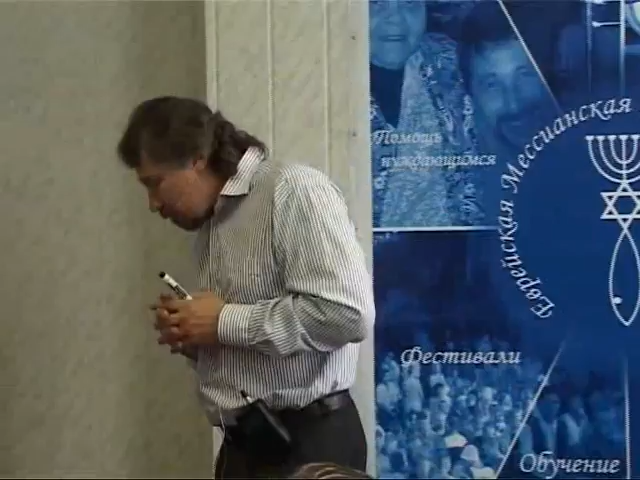 Помощь
нуждающимся
Еврейская Мессианская
Фестивали
Обучение